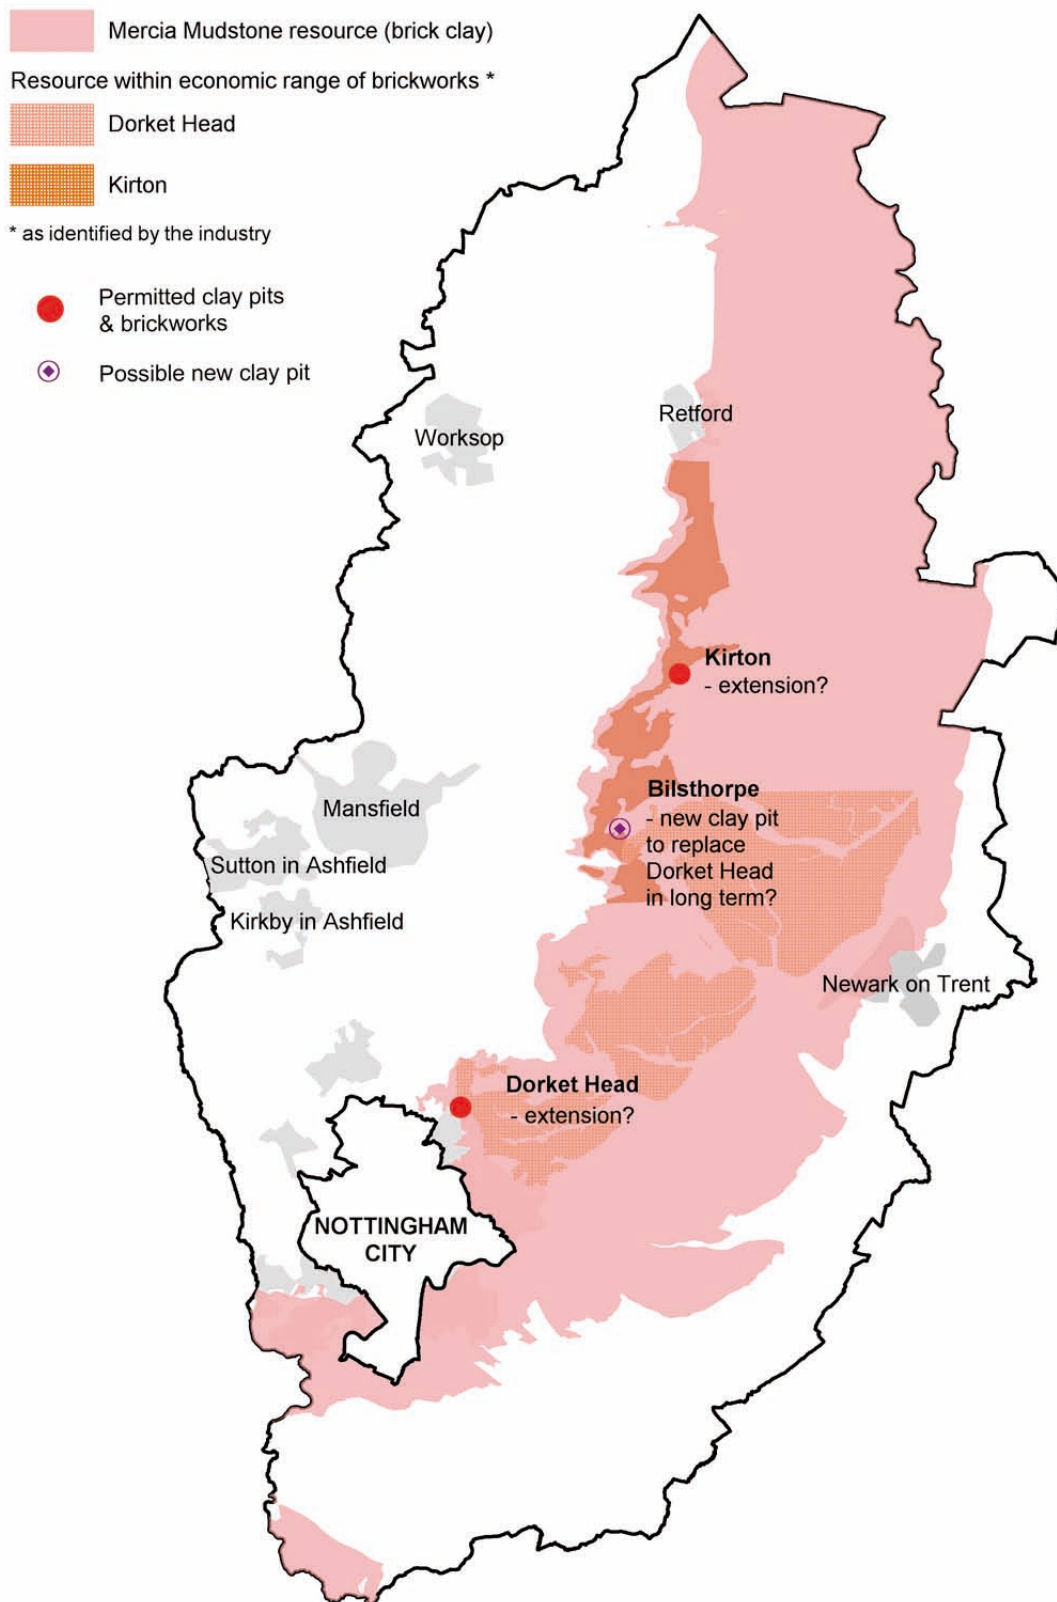 Mercia Mudstone resource (brick clay)
Resource within economic range of brickworks *
Dorket Head
Kirton
* as identified by the industry
Permitted clay pits
& brickworks
Possible new clay pit
Retford
Worksop
Kirton
- extension?
Bilsthorpe
- new clay pit
to replace
Dorket Head
in long term?
Mansfield
Sutton in Ashfield
Kirkby in Ashfield
Newark on Trent
Dorket Head
- extension?
NOTTINGHAM
CITY